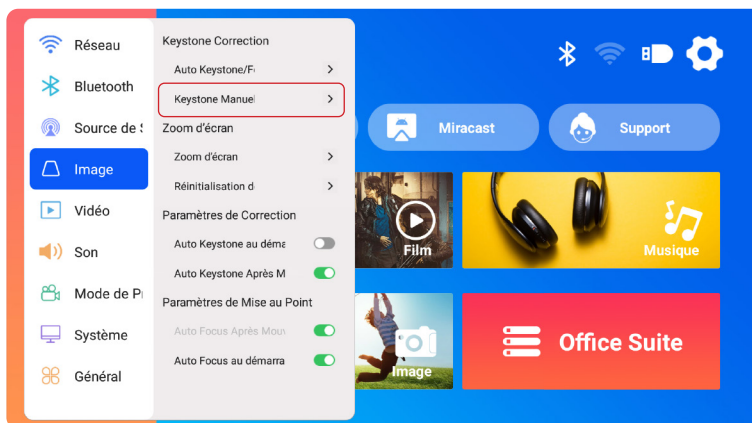 Réseau
Bluetooth
Source de
Image
Vidéo
Son
Mode de
Système
Général
Keystone Correction
Auto Keystone/F
Keystone Manuel
Zoom d'écran
Zoom d'écran
Réinitialisation d
Paramètres de Correction
Auto Keystone au déma
Auto Keystone Après M
Paramètres de Mise au Point
Auto Focus Après Mouv
Auto Focus au démarra
Miracast
Support
Film
Musique
Image
Office Suite